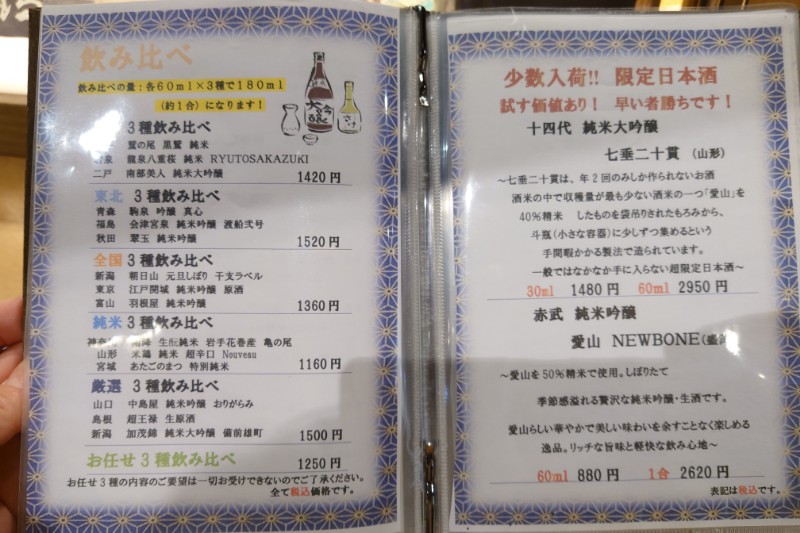 飲み比べ
飲み比べの量：各60ml×3種で180ml
（約1合）になります！
大吟醸
さけ
3種飲み比べ
鷲の尾 黒鷲 純米
泉 龍泉八重桜 純米 RYUTOSAKAZUKI
二戸 南部美人 純米大吟醸 1420円
東北 3種飲み比べ
青森 駒泉 吟醸 真心
福島 会津宮泉 純米吟醸 渡船弐号
秋田 翠玉 純米吟醸 1520円
全国 3種飲み比べ
新潟 朝日山 元旦しぼり 干支ラベル
東京 江戸開城 純米吟醸 原酒
富山 羽根屋 純米吟醸 1360円
純米 3種飲み比べ
神奈川 生酛純米 岩手花巻産 亀の尾
山形 米鶴 純米 超辛口 Nouveau
宮城 あたごのまつ 特別純米 1160円
厳選 3種飲み比べ
山口 中島屋 純米吟醸 おりがらみ
島根 超王禄 生原酒
新潟 加茂錦 純米大吟醸 備前雄町 1500円
お任せ3種飲み比べ 1250円
お任せ3種の内容のご要望は一切お受けできないのでご了承ください。
全て税込価格です。
少数入荷!! 限定日本酒
試す価値あり！ 早い者勝ちです！
十四代 純米大吟醸
七垂二十貫（山形）
～七垂二十貫は、年2回のみしか作られないお酒
酒米の中で収穫量が最も少ない酒米の一つ「愛山」を
40％精米 したものを袋吊りされたもろみから、
斗瓶（小さな容器）に少しずつ集めるという
手間暇かかる製法で造られています。
一般ではなかなか手に入らない超限定日本酒～
30ml 1480円 60ml 2950円
赤武 純米吟醸
愛山 NEWBONE（盛
～愛山を50％精米で使用。しぼりたて
季節感溢れる贅沢な純米吟醸・生酒です。
愛山らしい華やかで美しい味わいを余すことなく楽しめる
逸品。リッチな旨味と軽快な飲み心地～
60ml 880円 1合 2620円
表記は税込です。